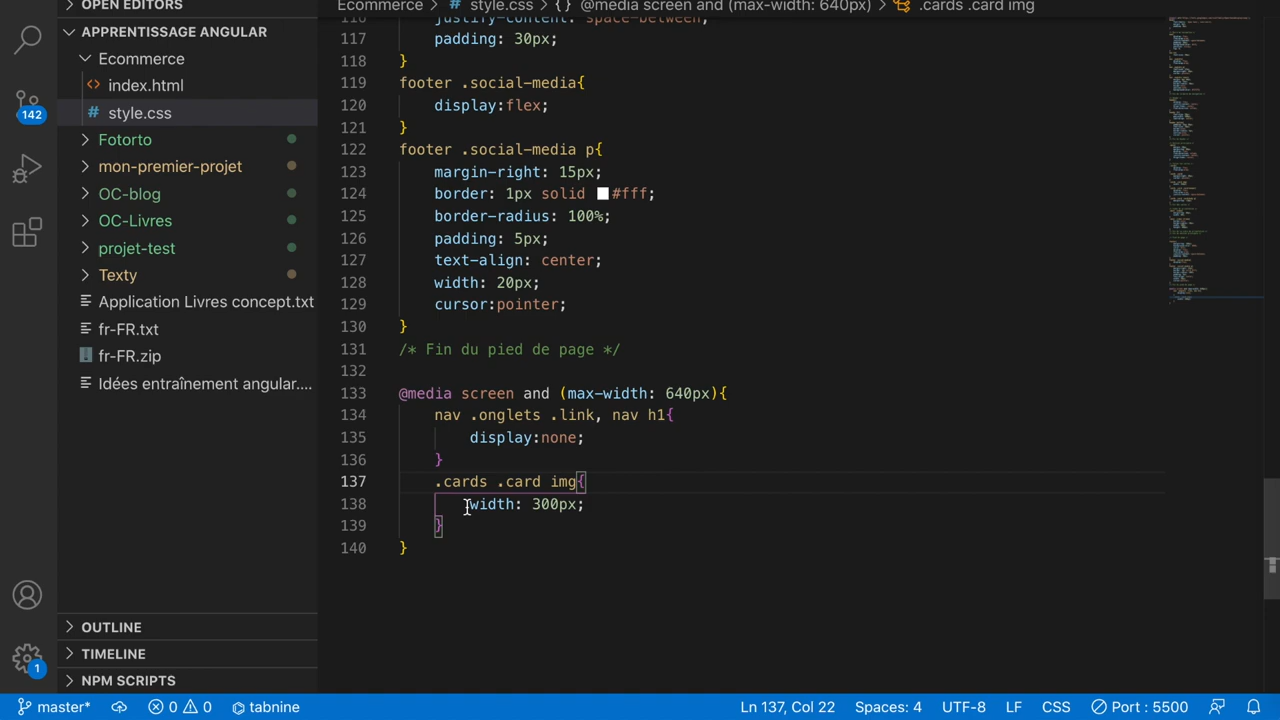 OPEN EDITORS
Ecommerce > # style.css > {} @media screen and (max-width: 640px) > .cards .card img
APPRENTISSAGE ANGULAR
Ecommerce
<> index.html
# style.css
142
Fotorto
mon-premier-projet
OC-blog
OC-Livres
projet-test
Texty
Application Livres concept.txt
fr-FR.txt
fr-FR.zip
Idées entraînement angular....
116 justify-content: space-between;
117 padding: 30px;
118 }
119 footer .social-media{
120 display:flex;
121 }
122 footer .social-media p{
123 margin-right: 15px;
124 border: 1px solid #fff;
125 border-radius: 100%;
126 padding: 5px;
127 text-align: center;
128 width: 20px;
129 cursor:pointer;
130 }
131 /* Fin du pied de page */
132
133 @media screen and (max-width: 640px){
134 nav .onglets .link, nav h1{
135 display:none;
136 }
137 .cards .card img{
138 width: 300px;
139 }
140 }
OUTLINE
TIMELINE
NPM SCRIPTS
1
master* 0 0 tabnine Ln 137, Col 22 Spaces: 4 UTF-8 LF CSS Port : 5500